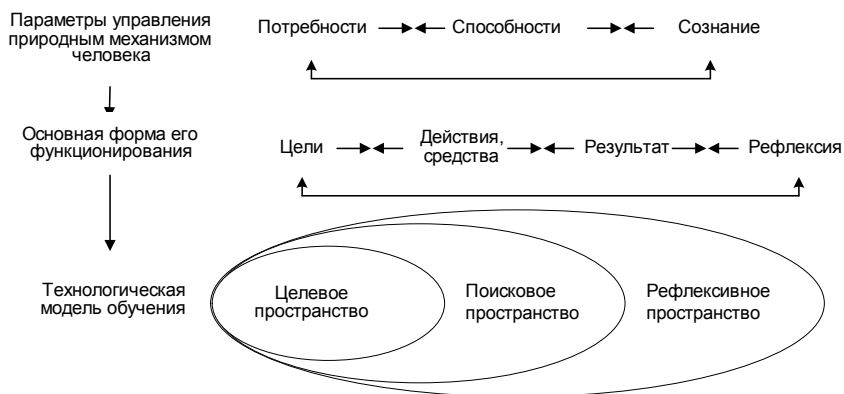 Параметры управления
природным механизмом
человека
Потребности Способности Сознание
Основная форма его
функционирования
Цели Действия, средства Результат Рефлексия
Технологическая
модель обучения
Целевое
пространство
Поисковое
пространство
Рефлексивное
пространство